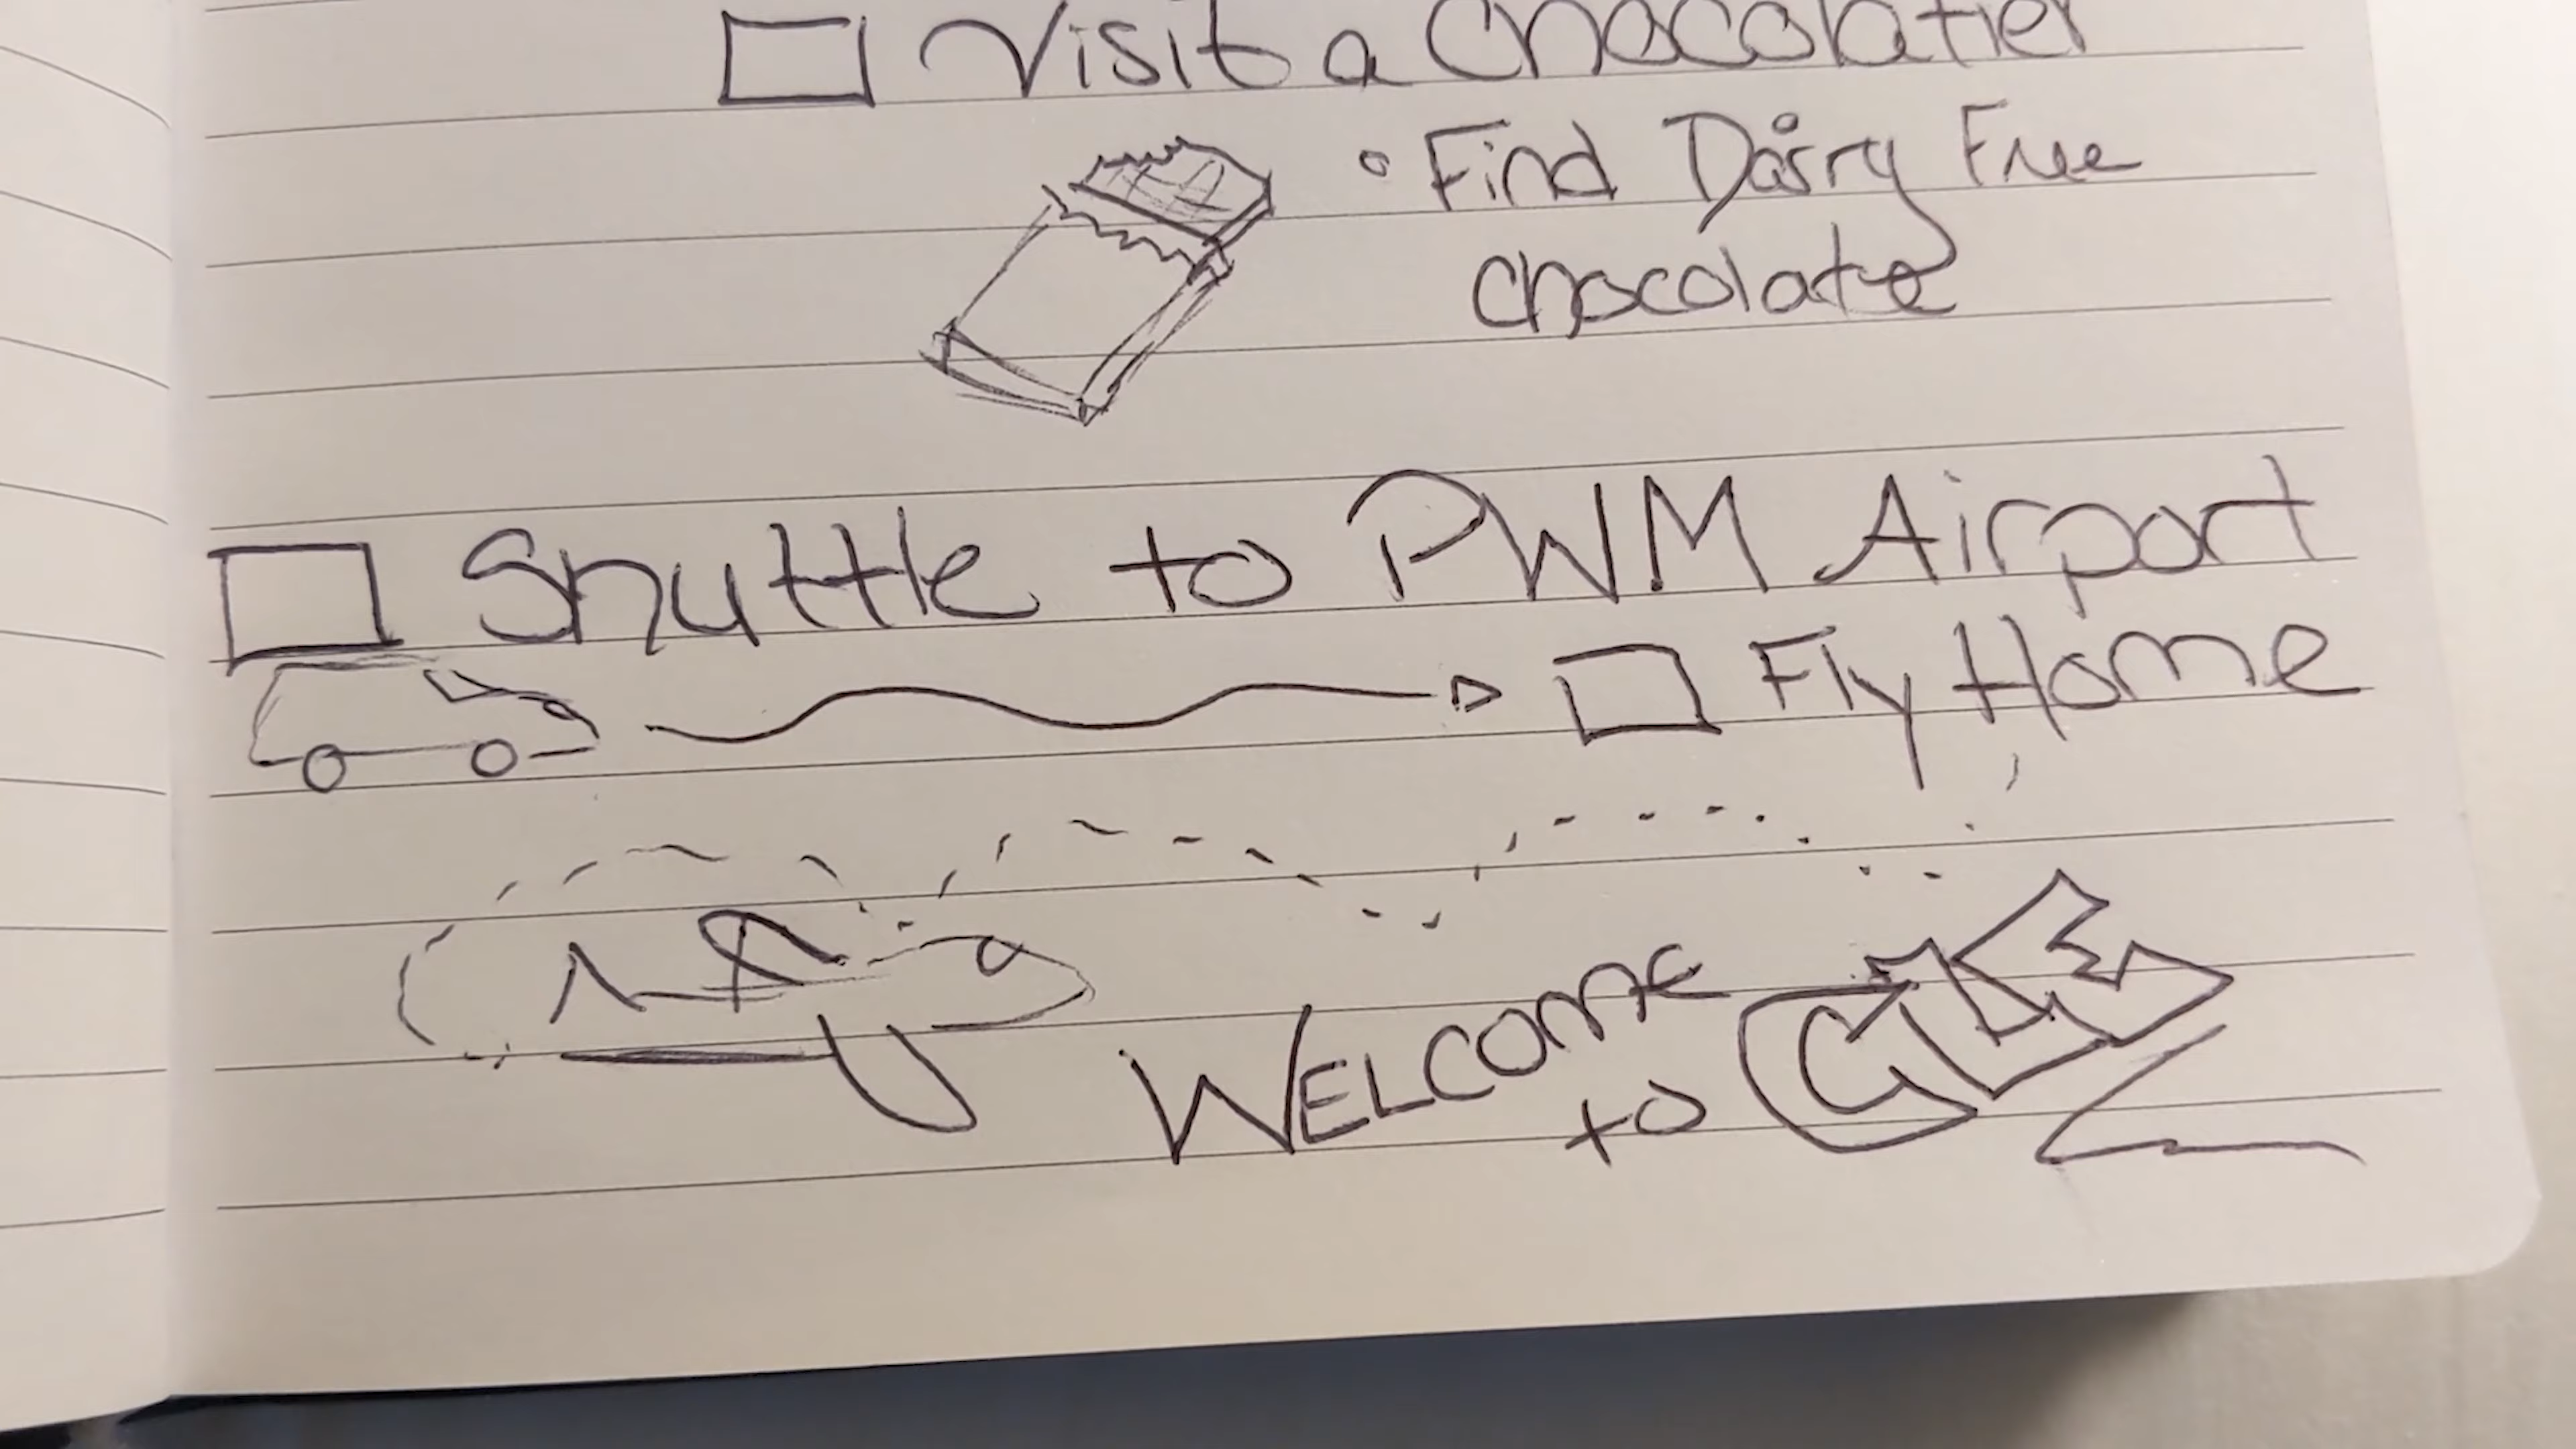 Visit a Chocolatier
• Find Dairy Free
chocolate
Shuttle to PWM Airport
Fly Home
WELCOME
to CLE